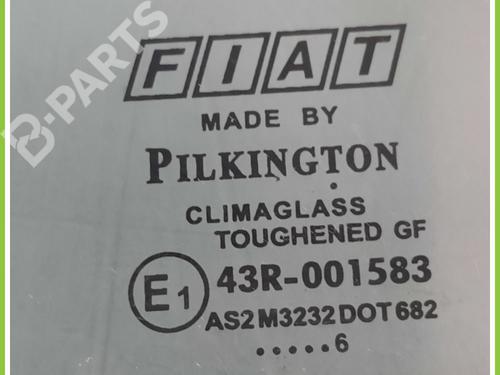 B-PARTS
FIAT
MADE BY
PILKINGTON
CLIMAGLASS
TOUGHENED GF
E1 43R-001583
AS2 M3232 DOT 682
.....6